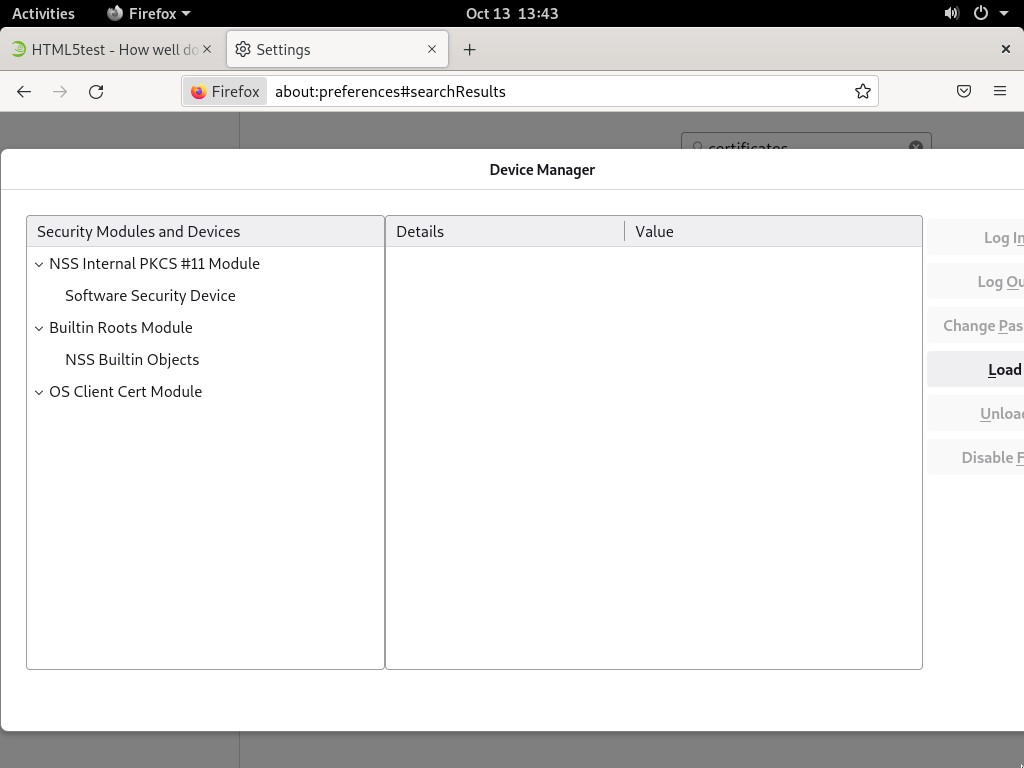 Activities
Firefox
Oct 13 13:43
HTML5test - How well do
Settings
Firefox
about:preferences#searchResults
certificates
Device Manager
Security Modules and Devices
Details
Value
NSS Internal PKCS #11 Module
Software Security Device
Builtin Roots Module
NSS Builtin Objects
OS Client Cert Module
Log In
Log Ou
Change Pas
Load
Unloa
Disable F